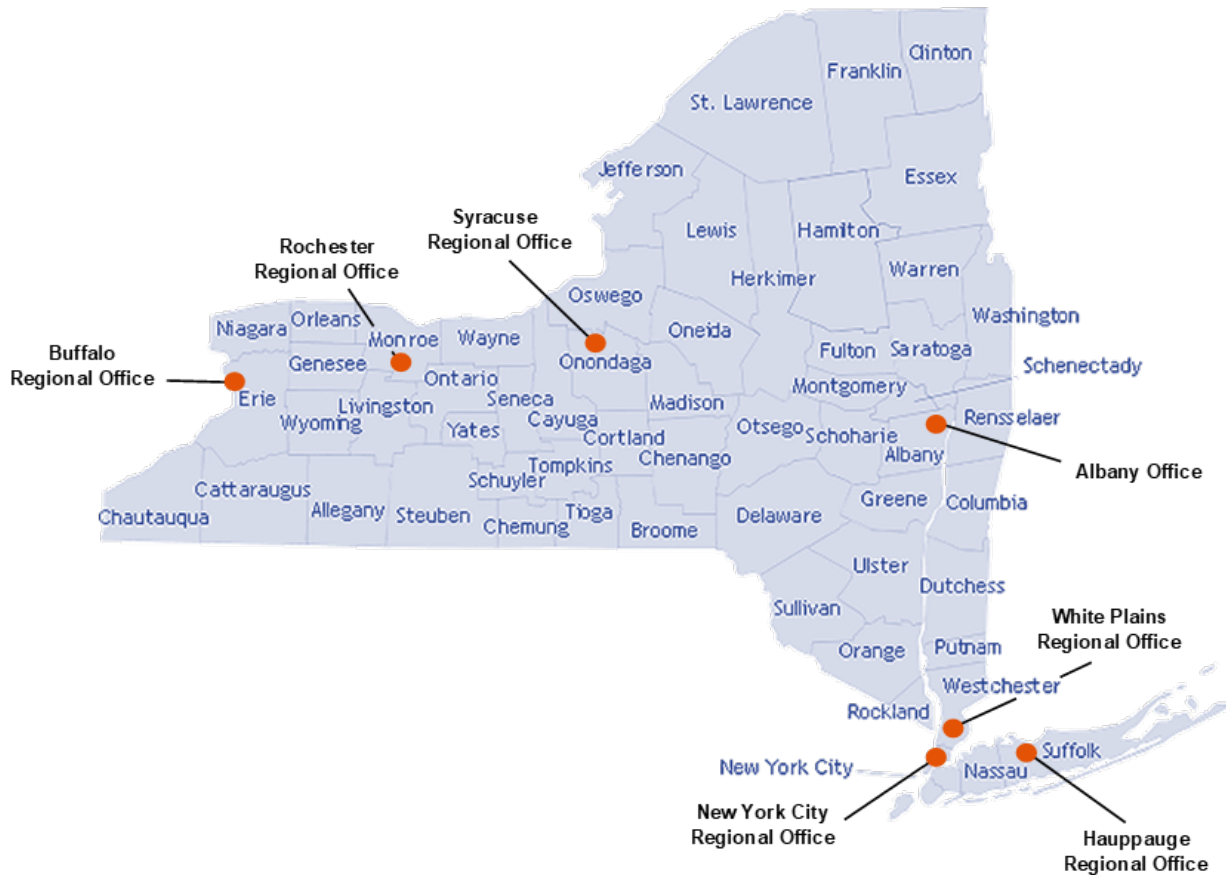 Clinton
Franklin
St. Lawrence
Jefferson
Essex
Syracuse
Regional Office
Lewis
Hamilton
Rochester
Regional Office
Warren
Herkimer
Oswego
Washington
Orleans
Niagara
Monroe
Wayne
Oneida
Buffalo
Regional Office
Genesee
Onondaga
Fulton
Saratoga
Schenectady
Ontario
Montgomery
Erie
Livingston
Seneca
Madison
Wyoming
Cayuga
Rensselaer
Yates
Cortland
Otsego
Schoharie
Albany
Chenango
Tompkins
Albany Office
Schuyler
Cattaraugus
Greene
Columbia
Chautauqua
Allegany
Steuben
Chemung
Tioga
Broome
Delaware
Ulster
Dutchess
Sullivan
White Plains
Regional Office
Orange
Putnam
Westchester
Rockland
Suffolk
New York City
Nassau
New York City
Regional Office
Hauppauge
Regional Office